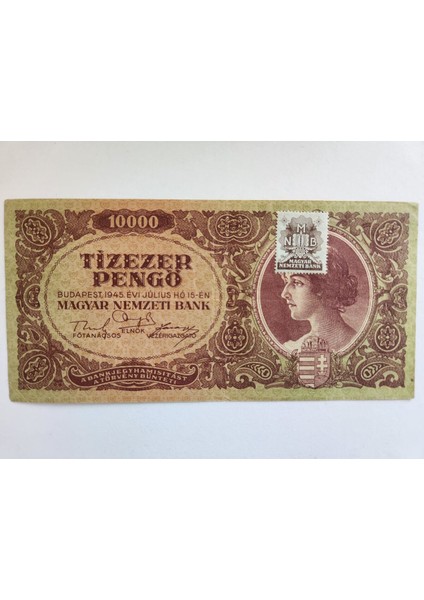 10000
TÍZEZER
PENGŐ
BUDAPEST, 1945. ÉVI JÚLIUS HÓ 15-ÉN
MAGYAR NEMZETI BANK
ELNÖK
FŐTANÁCSOS
VEZÉRIGAZGATÓ
A BANKJEGYHAMISÍTÁST
A TÖRVÉNY BÜNTETI
M
N B
MAGYAR
NEMZETI BANK